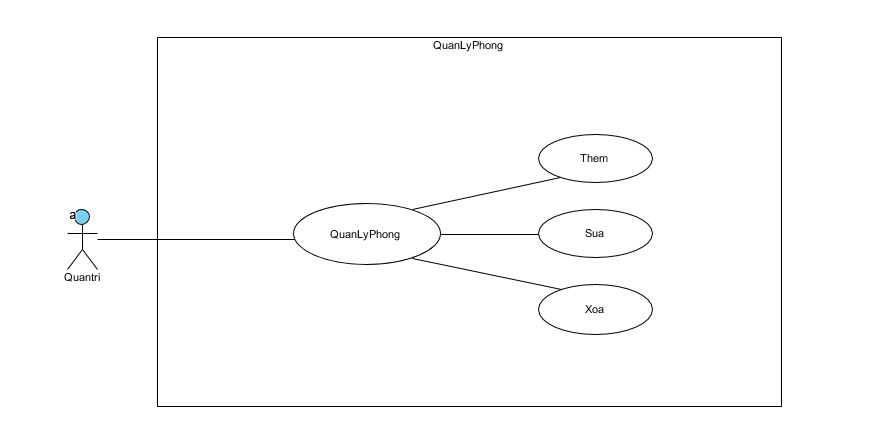 QuanLyPhong
Them
a
QuanLyPhong
Sua
Quantri
Xoa